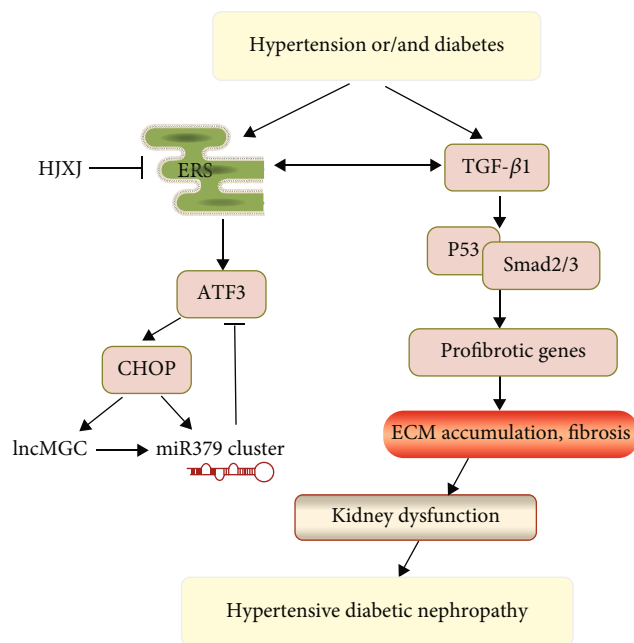 Hypertension or/and diabetes
HJXJ
ERS
TGF-β1
P53
Smad2/3
ATF3
Profibrotic genes
CHOP
ECM accumulation, fibrosis
lncMGC
miR379 cluster
Kidney dysfunction
Hypertensive diabetic nephropathy